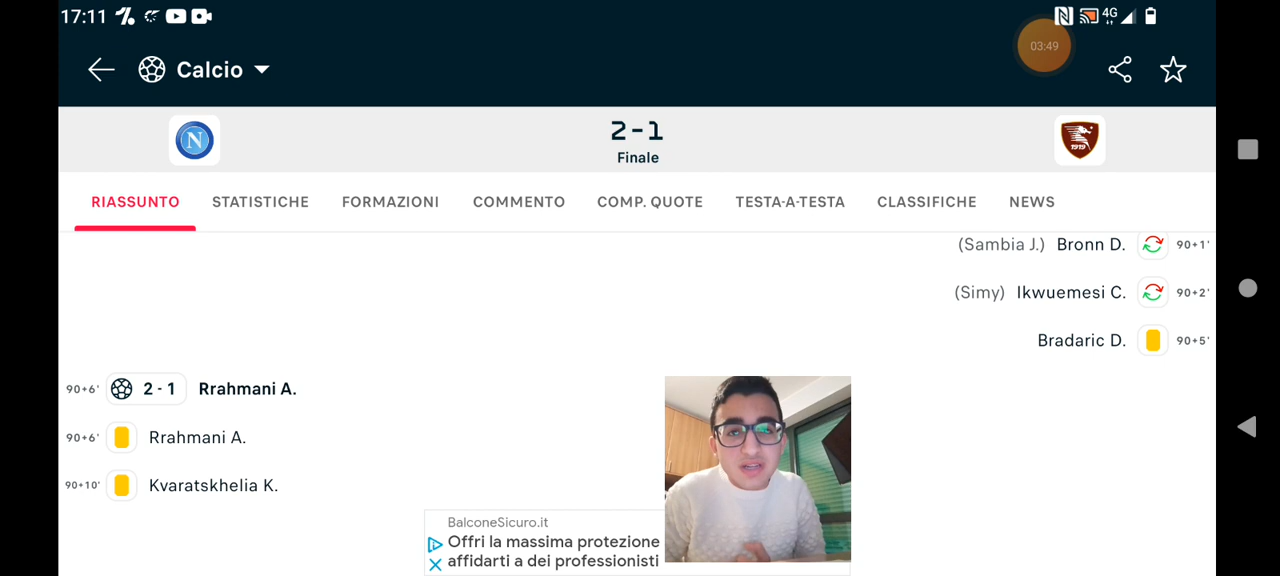 17:11 4G
03:49
Calcio
N 2 - 1 1919
Finale
RIASSUNTO STATISTICHE FORMAZIONI COMMENTO COMP. QUOTE TESTA-A-TESTA CLASSIFICHE NEWS
(Sambia J.) Bronn D. 90+1'
(Simy) Ikwuemesi C. 90+2'
Bradaric D. 90+5'
90+6' 2 - 1 Rrahmani A.
90+6' Rrahmani A.
90+10' Kvaratskhelia K.
BalconeSicuro.it
Offri la massima protezione
affidarti a dei professionisti